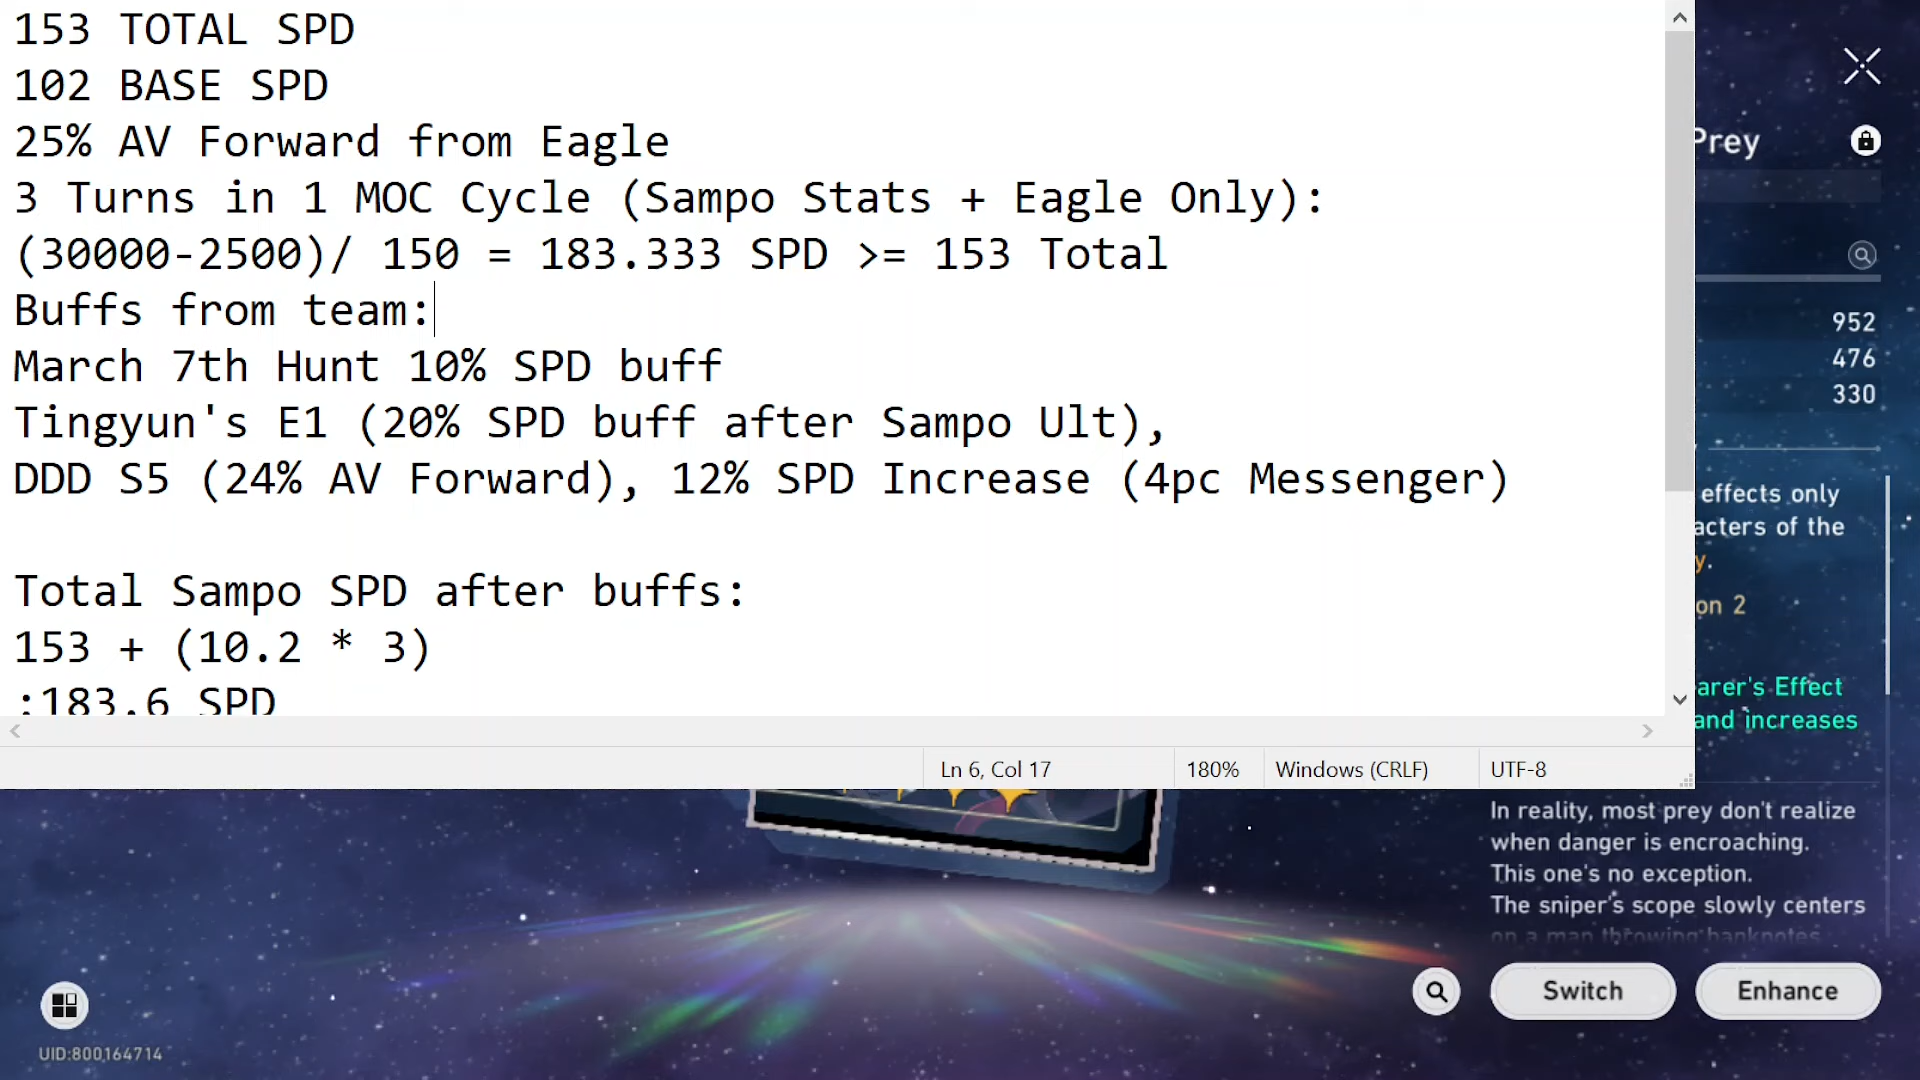 153 TOTAL SPD
102 BASE SPD
25% AV Forward from Eagle
3 Turns in 1 MOC Cycle (Sampo Stats + Eagle Only):
(30000-2500)/ 150 = 183.333 SPD >= 153 Total
Buffs from team:
March 7th Hunt 10% SPD buff
Tingyun's E1 (20% SPD buff after Sampo Ult),
DDD S5 (24% AV Forward), 12% SPD Increase (4pc Messenger)
Total Sampo SPD after buffs:
153 + (10.2 * 3)
:183.6 SPD
Ln 6, Col 17
180%
Windows (CRLF)
UTF-8
Prey
952
476
330
effects only
acters of the
y.
on 2
arer's Effect
and increases
In reality, most prey don't realize
when danger is encroaching.
This one's no exception.
The sniper's scope slowly centers
on a man throwing banknotes
Switch
Enhance
UID:800164714